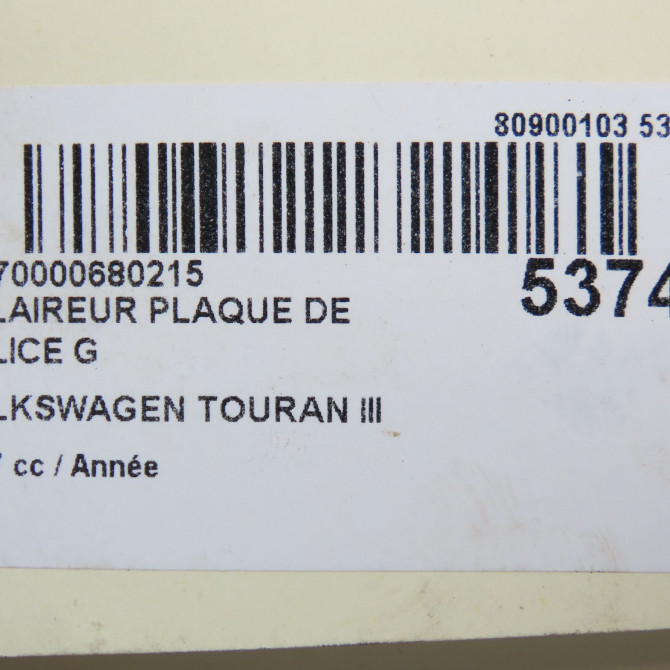 80900103 53
70000680215
5374
LAIREUR PLAQUE DE
LICE G
LKSWAGEN TOURAN III
cc / Année